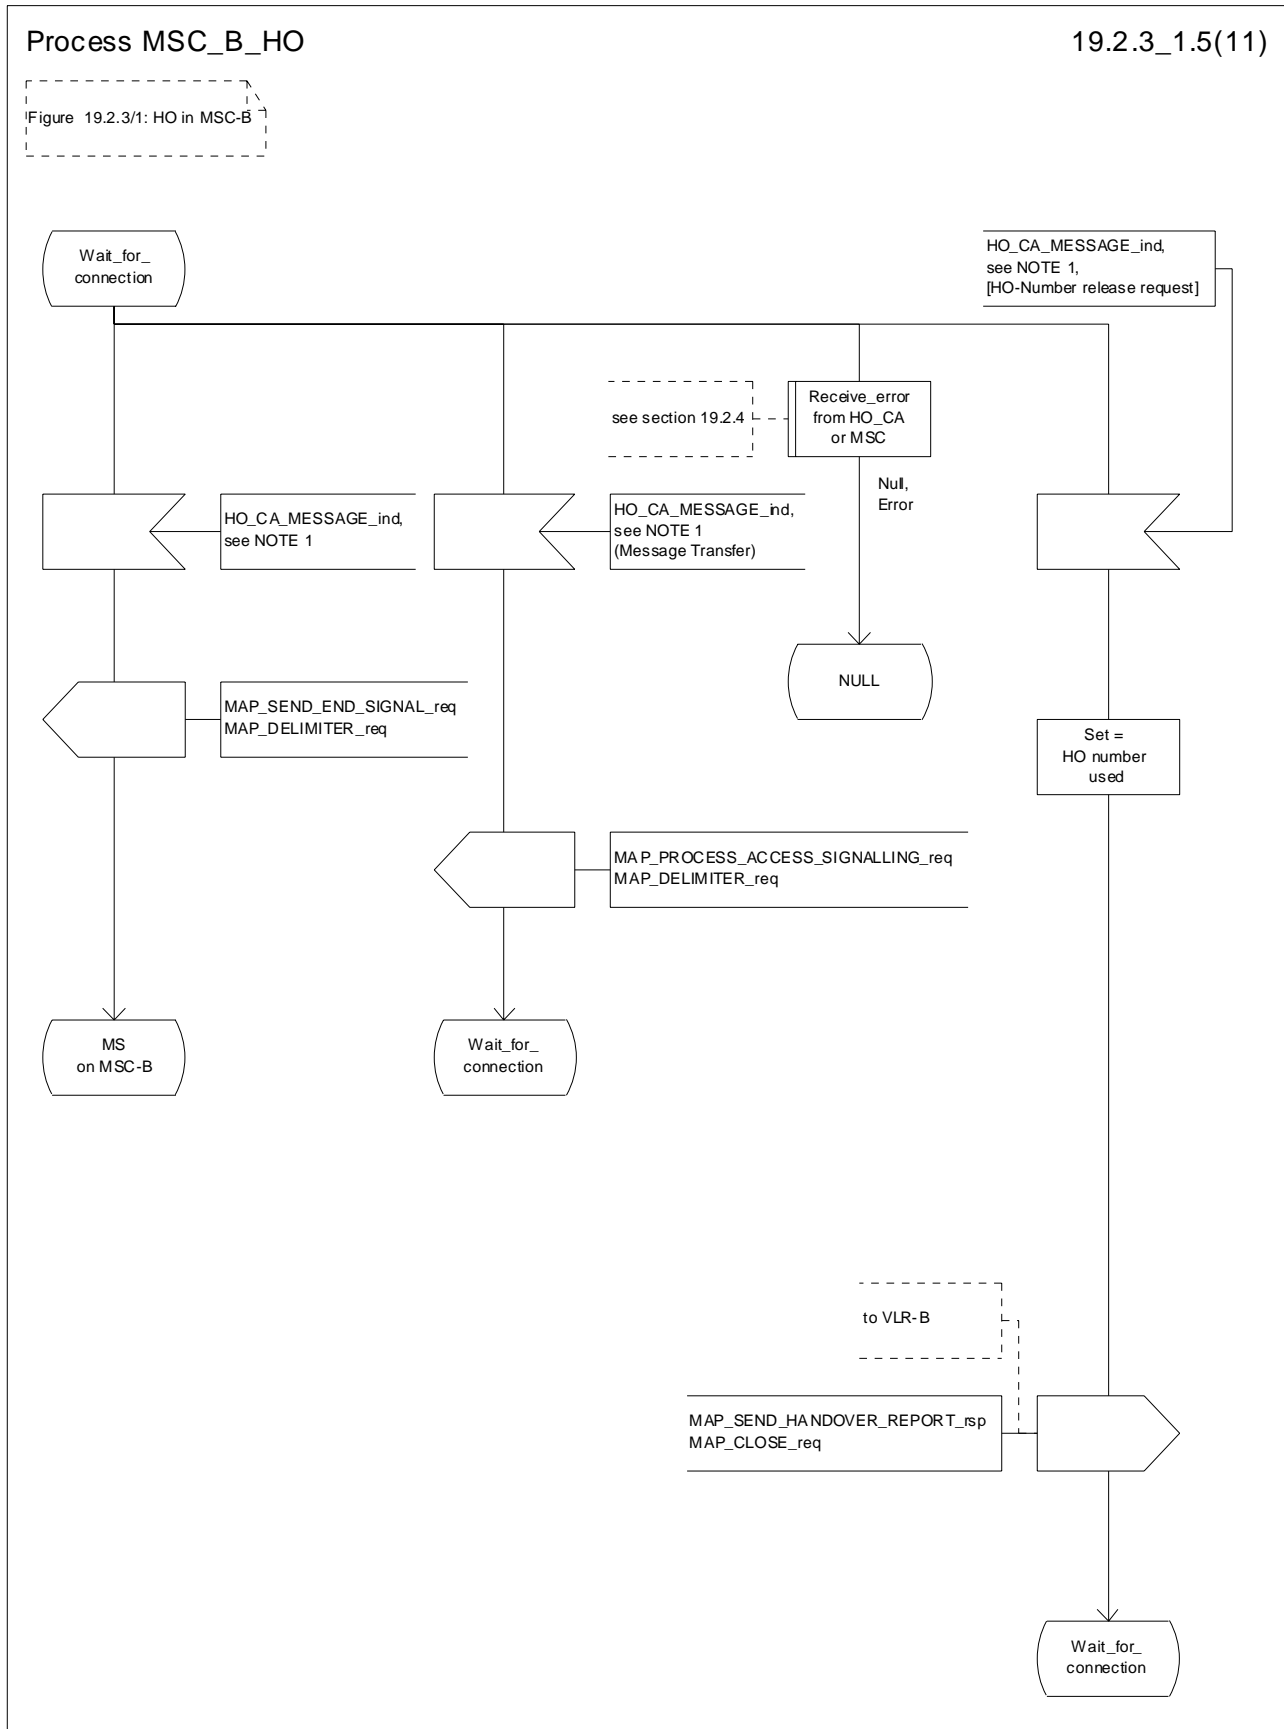 Process MSC_B_HO
19.2.3_1.5(11)
Figure 19.2.3/1: HO in MSC-B
Wait_for_
connection
HO_CA_MESSAGE_ind,
see NOTE 1,
[HO-Number release request]
see section 19.2.4
Receive_error
from HO_CA
or MSC
Null,
Error
HO_CA_MESSAGE_ind,
see NOTE 1
HO_CA_MESSAGE_ind,
see NOTE 1
(Message Transfer)
NULL
MAP_SEND_END_SIGNAL_req
MAP_DELIMITER_req
Set =
HO number
used
MAP_PROCESS_ACCESS_SIGNALLING_req
MAP_DELIMITER_req
MS
on MSC-B
Wait_for_
connection
to VLR-B
MAP_SEND_HANDOVER_REPORT_rsp
MAP_CLOSE_req
Wait_for_
connection